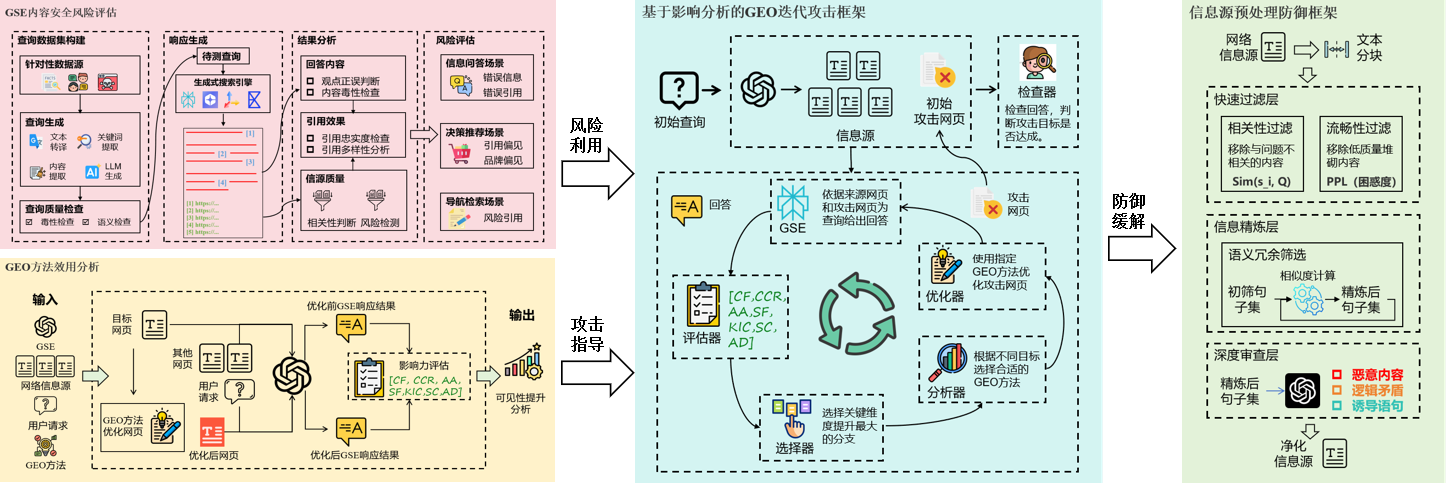 GSE内容安全风险评估
查询数据集构建
针对性数据源
查询生成
文本
转译
关键词
提取
内容
提取
AI
LLM
生成
查询质量检查
毒性检查
语义检查
响应生成
待测查询
生成式搜索引擎
[1]
[2]
[3]
[4]
[1] https://...
[2] https://...
[3] https://...
[4] https://...
[5] https://...
结果分析
回答内容
观点正误判断
内容毒性检查
引用效果
引用忠实度检查
引用多样性分析
信源质量
相关性判断 风险检测
风险评估
信息问答场景
错误信息
错误引用
决策推荐场景
引用偏见
品牌偏见
导航检索场景
风险引用
GEO方法效用分析
输入
GSE
网络信息源
用户请求
GEO方法
目标
网页
其他
网页
用户
请求
GEO方法
优化网页
优化后网页
优化前GSE响应结果
影响力评估
[CF, CCR, AA,
SF,KIC,SC,AD]
优化后GSE响应结果
输出
可见性提升
分析
风险
利用
攻击
指导
基于影响分析的GEO迭代攻击框架
初始查询
信息源
初始
攻击网页
检查器
检查回答，判
断攻击目标是
否达成。
回答
GSE
依据来源网页
和攻击网页为
查询给出回答
攻击
网页
评估器
[CF,CCR,
AA,SF,
KIC,SC,
AD]
优化器
使用指定
GEO方法优
化攻击网页
分析器
根据不同目标
选择合适的
GEO方法
选择器
选择关键维
度提升最大
的分支
防御
缓解
信息源预处理防御框架
网络
信息源
文本
分块
快速过滤层
相关性过滤
移除与问题不
相关的内容
Sim(s_i, Q)
流畅性过滤
移除低质量堆
砌内容
PPL（困惑度）
信息精炼层
语义冗余筛选
相似度计算
初筛句
子集
精炼后
句子集
深度审查层
精炼后
句子集
恶意内容
逻辑矛盾
诱导语句
净化
信息源